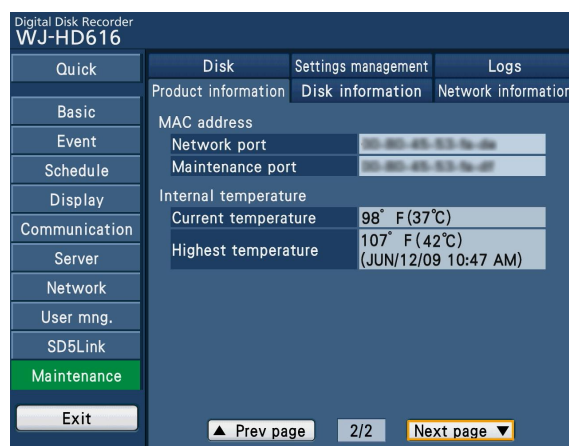 Digital Disk Recorder
WJ-HD616
Quick
Basic
Event
Schedule
Display
Communication
Server
Network
User mng.
SD5Link
Maintenance
Exit
Disk Settings management Logs
Product information Disk information Network information
MAC address
Network port
Maintenance port
Internal temperature
Current temperature 98° F(37℃)
Highest temperature 107° F(42℃)
(JUN/12/09 10:47 AM)
▲ Prev page 2/2 Next page ▼